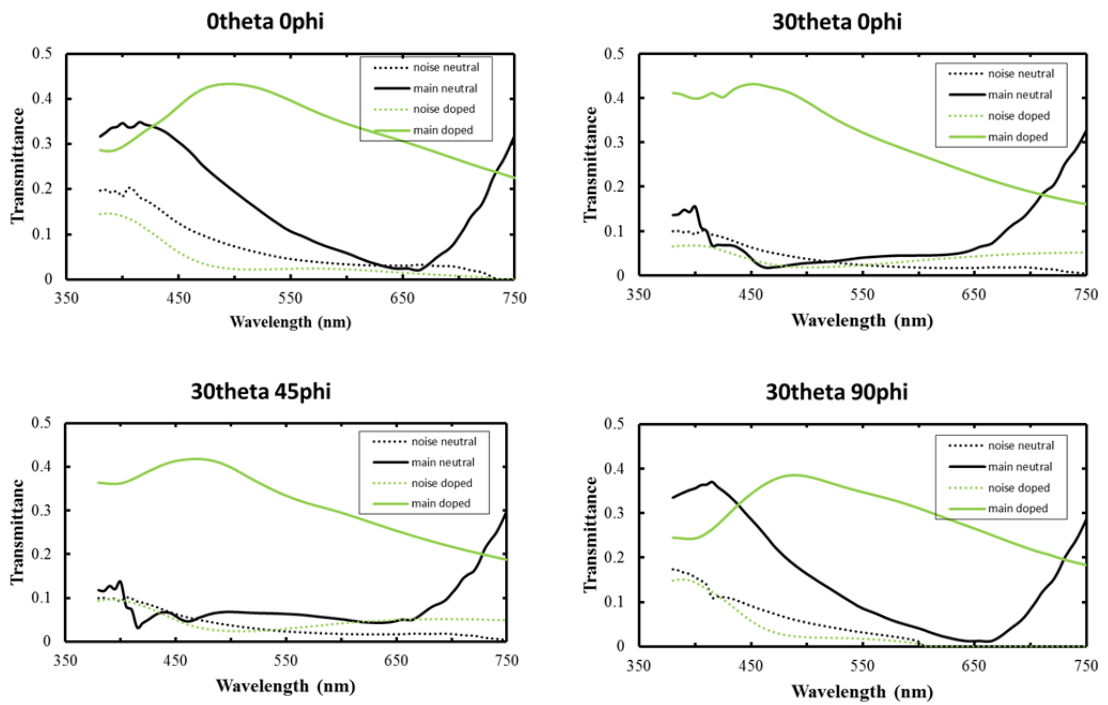 0theta 0phi
0.5
0.4
0.3
0.2
0.1
0
Transmittance
noise neutral
main neutral
noise doped
main doped
350 450 550 650 750
Wavelength (nm)
30theta 0phi
0.5
0.4
0.3
0.2
0.1
0
Transmittance
noise neutral
main neutral
noise doped
main doped
350 450 550 650 750
Wavelength (nm)
30theta 45phi
0.5
0.4
0.3
0.2
0.1
0
Transmittanc
noise neutral
main neutral
noise doped
main doped
350 450 550 650 750
Wavelength (nm)
30theta 90phi
0.5
0.4
0.3
0.2
0.1
0
Transmittance
noise neutral
main neutral
noise doped
main doped
350 450 550 650 750
Wavelength (nm)